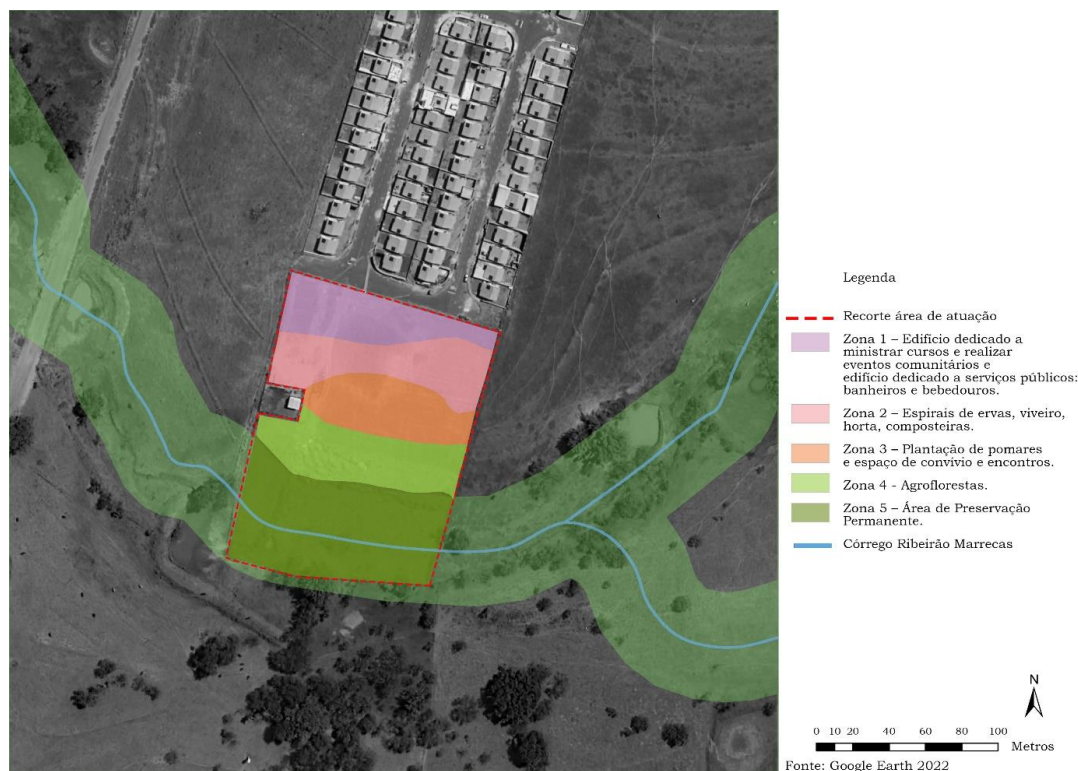 Legenda
Recorte área de atuação
Zona 1 – Edifício dedicado a
ministrar cursos e realizar
eventos comunitários e
edifício dedicado a serviços públicos:
banheiros e bebedouros.
Zona 2 – Espirais de ervas, viveiro,
horta, composteiras.
Zona 3 – Plantação de pomares
e espaço de convívio e encontros.
Zona 4 - Agroflorestas.
Zona 5 – Área de Preservação
Permanente.
Córrego Ribeirão Marrecas
N
0 10 20 40 60 80 100
Metros
Fonte: Google Earth 2022